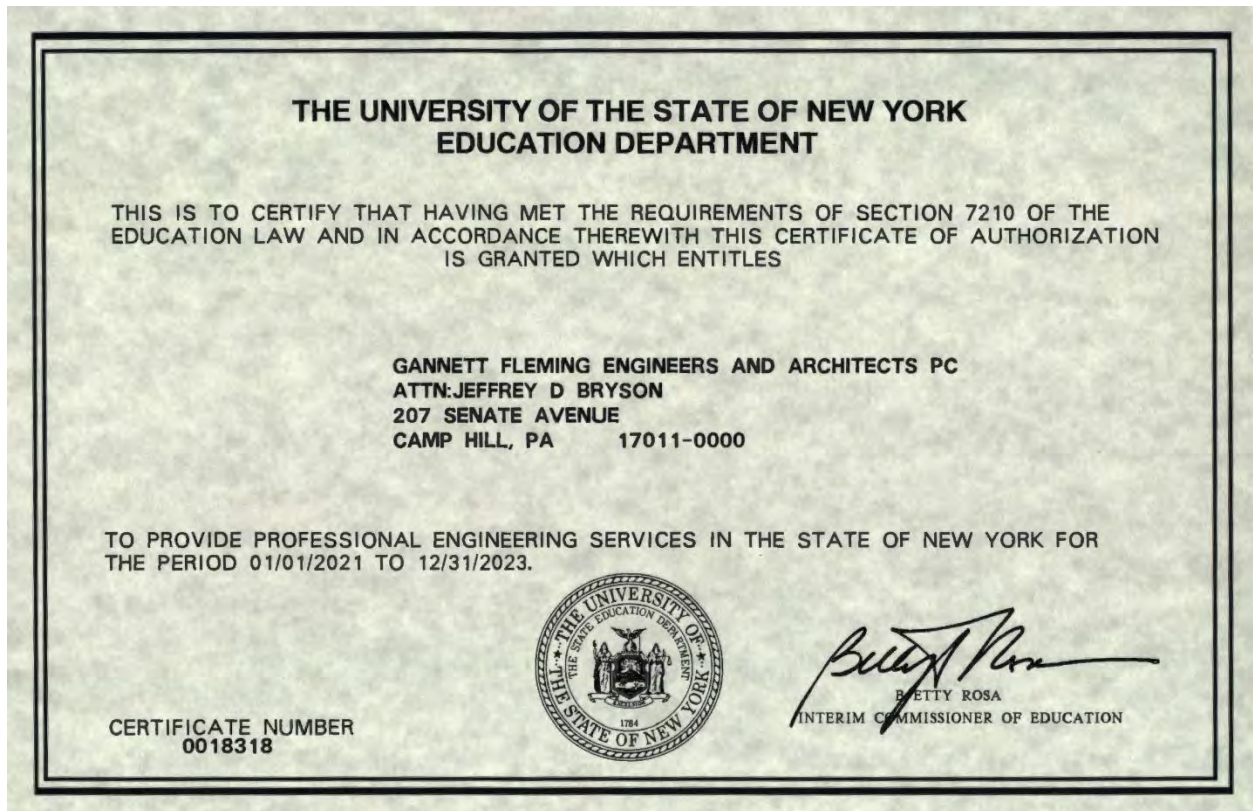 THE UNIVERSITY OF THE STATE OF NEW YORK
EDUCATION DEPARTMENT
THIS IS TO CERTIFY THAT HAVING MET THE REQUIREMENTS OF SECTION 7210 OF THE
EDUCATION LAW AND IN ACCORDANCE THEREWITH THIS CERTIFICATE OF AUTHORIZATION
IS GRANTED WHICH ENTITLES
GANNETT FLEMING ENGINEERS AND ARCHITECTS PC
ATTN:JEFFREY D BRYSON
207 SENATE AVENUE
CAMP HILL, PA 17011-0000
TO PROVIDE PROFESSIONAL ENGINEERING SERVICES IN THE STATE OF NEW YORK FOR
THE PERIOD 01/01/2021 TO 12/31/2023.
THE UNIVERSITY OF THE STATE OF NEW YORK
THE STATE EDUCATION DEPARTMENT
EXCELSIOR
1784
Betty Rosa
BETTY ROSA
INTERIM COMMISSIONER OF EDUCATION
CERTIFICATE NUMBER
0018318